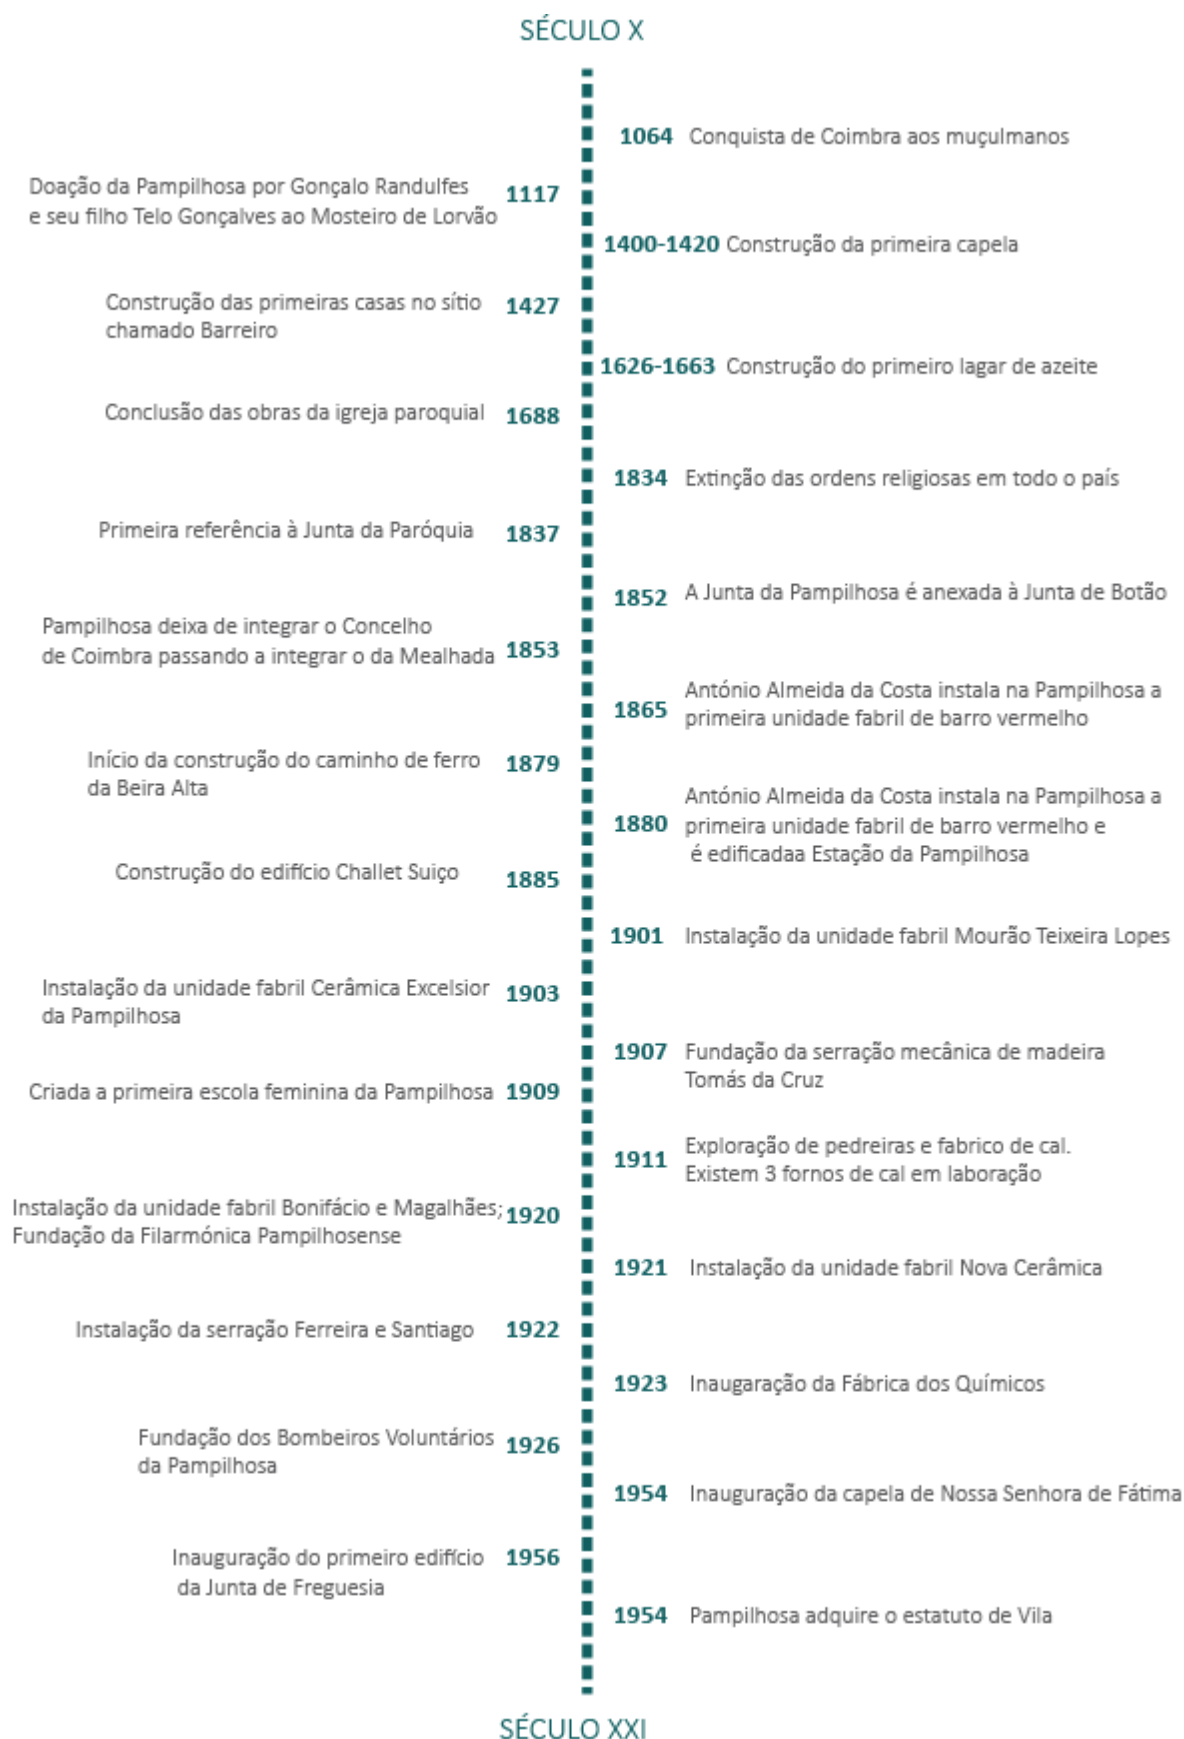 SÉCULO X
1064 Conquista de Coimbra aos muçulmanos
Doação da Pampilhosa por Gonçalo Randulfes
e seu filho Telo Gonçalves ao Mosteiro de Lorvão
1117
1400-1420 Construção da primeira capela
Construção das primeiras casas no sítio
chamado Barreiro
1427
1626-1663 Construção do primeiro lagar de azeite
Conclusão das obras da igreja paroquial 1688
1834 Extinção das ordens religiosas em todo o país
Primeira referência à Junta da Paróquia 1837
1852 A Junta da Pampilhosa é anexada à Junta de Botão
Pampilhosa deixa de integrar o Concelho
de Coimbra passando a integrar o da Mealhada
1853
António Almeida da Costa instala na Pampilhosa a
primeira unidade fabril de barro vermelho
1865
Início da construção do caminho de ferro
da Beira Alta
1879
António Almeida da Costa instala na Pampilhosa a
1880 primeira unidade fabril de barro vermelho e
é edificadaa Estação da Pampilhosa
Construção do edifício Challet Suiço 1885
1901 Instalação da unidade fabril Mourão Teixeira Lopes
Instalação da unidade fabril Cerâmica Excelsior
da Pampilhosa
1903
1907 Fundação da serração mecânica de madeira
Tomás da Cruz
Criada a primeira escola feminina da Pampilhosa 1909
Exploração de pedreiras e fabrico de cal.
Existem 3 fornos de cal em laboração
1911
Instalação da unidade fabril Bonifácio e Magalhães;
Fundação da Filarmónica Pampilhosense
1920
1921 Instalação da unidade fabril Nova Cerâmica
Instalação da serração Ferreira e Santiago 1922
1923 Inaugaração da Fábrica dos Químicos
Fundação dos Bombeiros Voluntários
da Pampilhosa
1926
1954 Inauguração da capela de Nossa Senhora de Fátima
Inauguração do primeiro edifício 1956
da Junta de Freguesia
1954 Pampilhosa adquire o estatuto de Vila
SÉCULO XXI